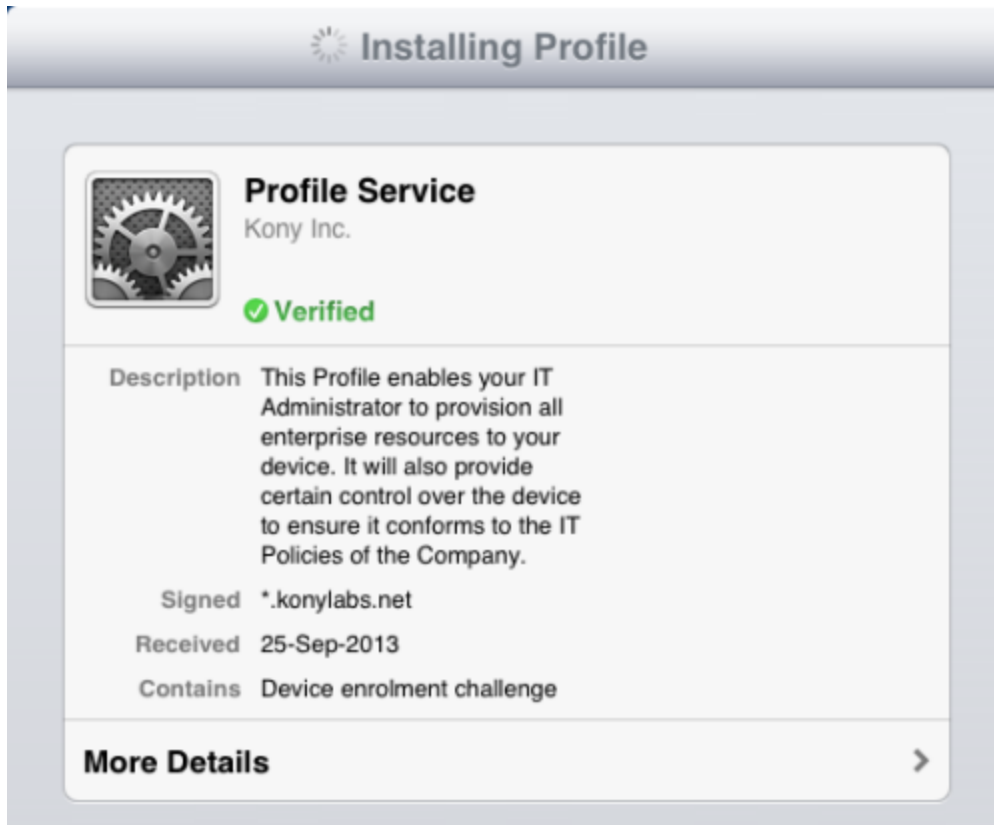 Installing Profile
Profile Service
Kony Inc.
Verified
Description This Profile enables your IT
Administrator to provision all
enterprise resources to your
device. It will also provide
certain control over the device
to ensure it conforms to the IT
Policies of the Company.
Signed *.konylabs.net
Received 25-Sep-2013
Contains Device enrolment challenge
More Details